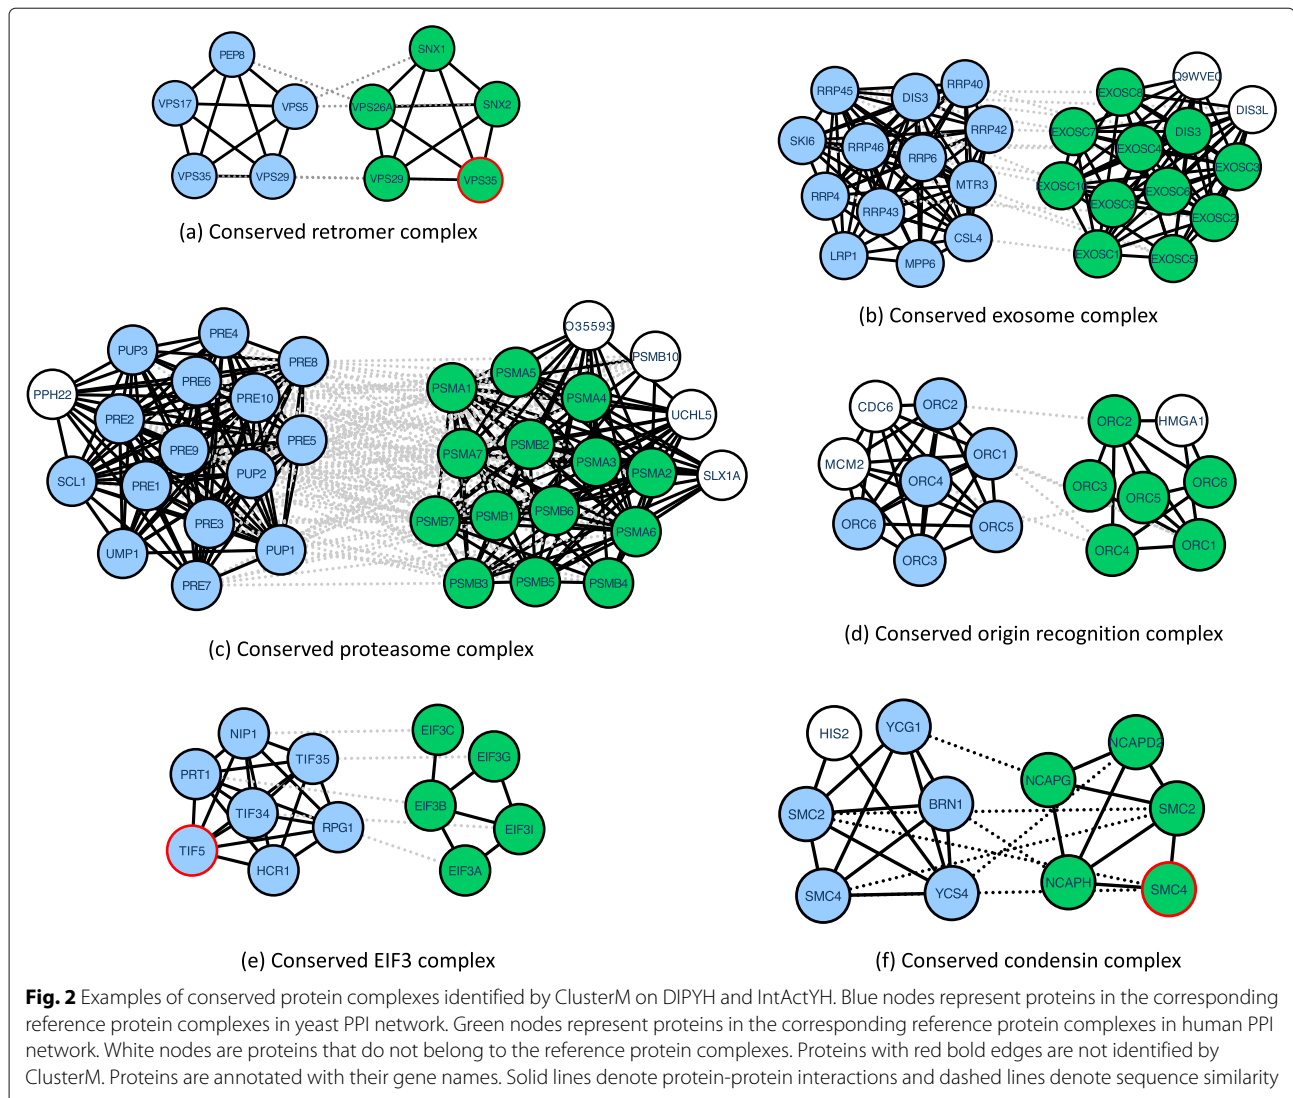 PEP8
VPS17
VPS5
VPS35
VPS29
SNX1
VPS26A
SNX2
VPS29
VPS35
(a) Conserved retromer complex
RRP45
DIS3
RRP40
SKI6
RRP46
RRP42
RRP6
RRP4
RRP43
MTR3
LRP1
MPP6
CSL4
EXOSC8
Q9WVE0
DIS3L
EXOSC7
EXOSC4
DIS3
EXOSC3
EXOSC6
EXOSC9
EXOSC2
EXOSC1
EXOSC5
(b) Conserved exosome complex
PRE4
PUP3
PRE8
PPH22
PRE6
PRE10
PRE2
PRE5
PRE9
PUP2
SCL1
PRE1
PRE3
UMP1
PUP1
PRE7
O35593
PSMB10
PSMA5
PSMA1
PSMA4
UCHL5
PSMB2
PSMA7
PSMA3
PSMA2
SLX1A
PSMB7
PSMB1
PSMB6
PSMA6
PSMB3
PSMB5
PSMB4
(c) Conserved proteasome complex
CDC6
ORC2
MCM2
ORC1
ORC4
ORC6
ORC5
ORC3
ORC2
HMGA1
ORC3
ORC5
ORC6
ORC4
ORC1
(d) Conserved origin recognition complex
NIP1
TIF35
PRT1
TIF34
RPG1
TIF5
HCR1
EIF3C
EIF3G
EIF3B
EIF3I
EIF3A
(e) Conserved EIF3 complex
HIS2
YCG1
SMC2
BRN1
SMC4
YCS4
NCAPD2
NCAPG
SMC2
NCAPH
SMC4
(f) Conserved condensin complex
Fig. 2 Examples of conserved protein complexes identified by ClusterM on DIPYH and IntActYH. Blue nodes represent proteins in the corresponding
reference protein complexes in yeast PPI network. Green nodes represent proteins in the corresponding reference protein complexes in human PPI
network. White nodes are proteins that do not belong to the reference protein complexes. Proteins with red bold edges are not identified by
ClusterM. Proteins are annotated with their gene names. Solid lines denote protein-protein interactions and dashed lines denote sequence similarity